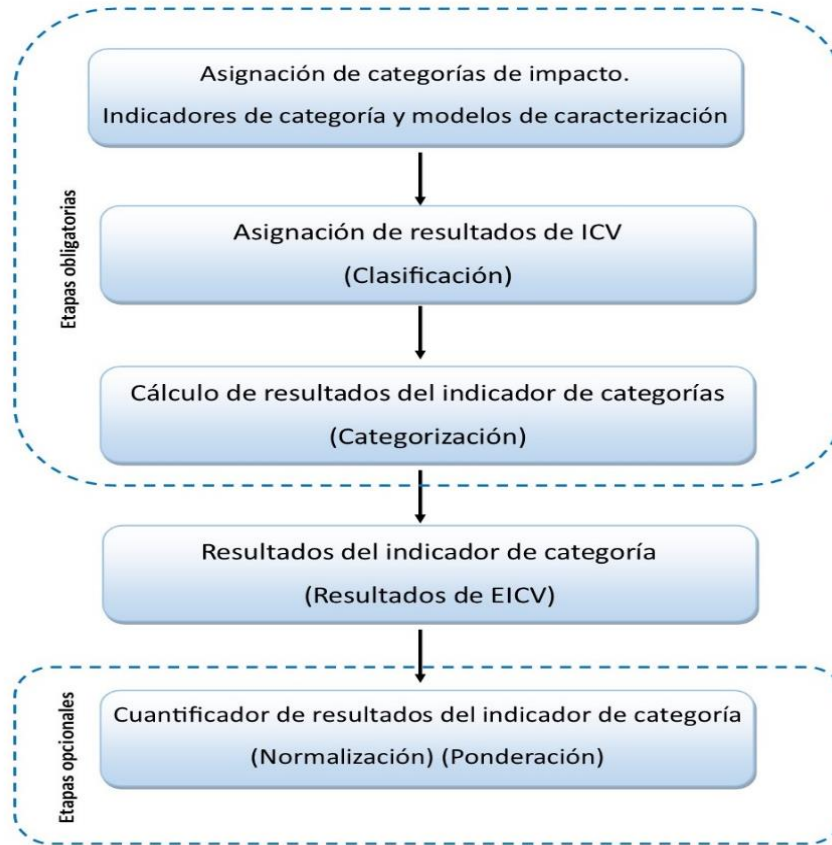 Asignación de categorías de impacto.
Indicadores de categoría y modelos de caracterización
Etapas obligatorias
Asignación de resultados de ICV
(Clasificación)
Cálculo de resultados del indicador de categorías
(Categorización)
Resultados del indicador de categoría
(Resultados de EICV)
Etapas opcionales
Cuantificador de resultados del indicador de categoría
(Normalización) (Ponderación)